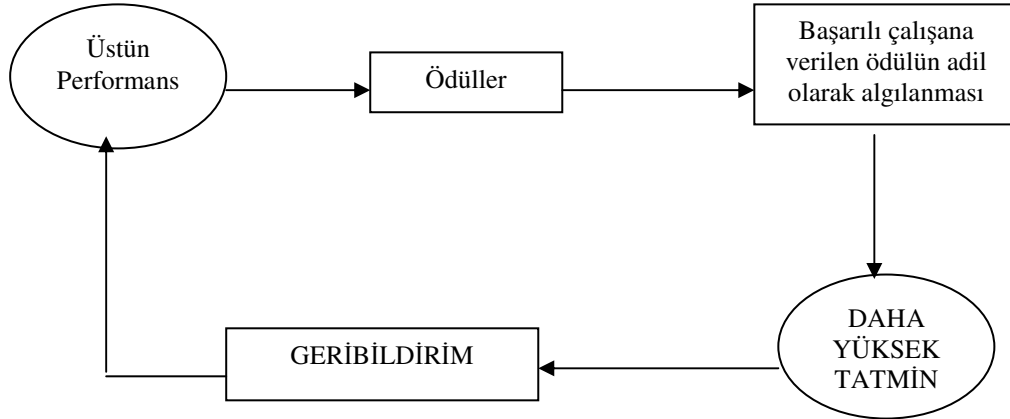 Üstün
Performans
Ödüller
Başarılı çalışana
verilen ödülün adil
olarak algılanması
DAHA
YÜKSEK
TATMİN
GERİBİLDİRİM